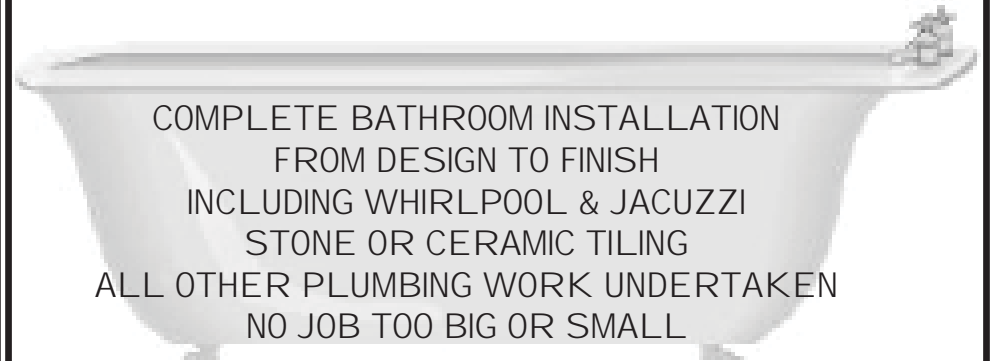 COMPLETE BATHROOM INSTALLATION
FROM DESIGN TO FINISH
INCLUDING WHIRLPOOL & JACUZZI
STONE OR CERAMIC TILING
ALL OTHER PLUMBING WORK UNDERTAKEN
NO JOB TOO BIG OR SMALL